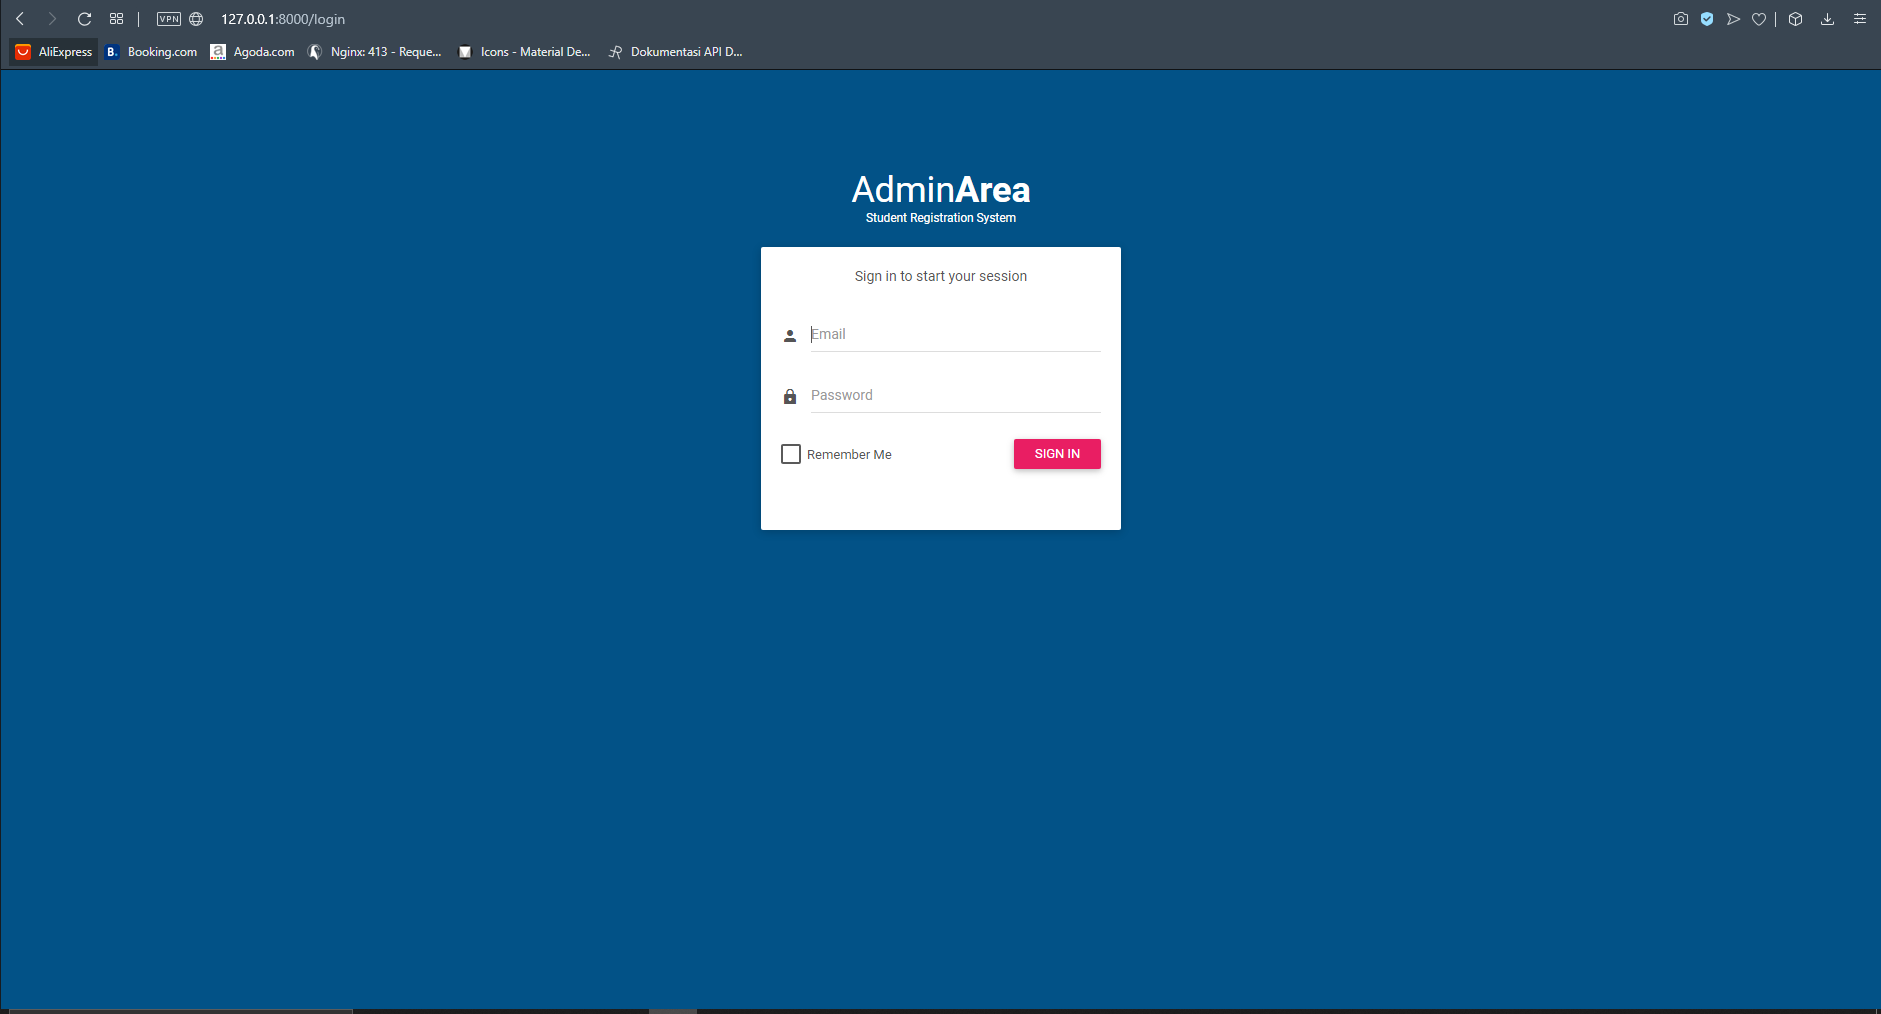 VPN
127.0.0.1:8000/login
AliExpress
B. Booking.com
a Agoda.com
Nginx: 413 - Reque...
Icons - Material De...
Dokumentasi API D...
AdminArea
Student Registration System
Sign in to start your session
Email
Password
Remember Me
SIGN IN